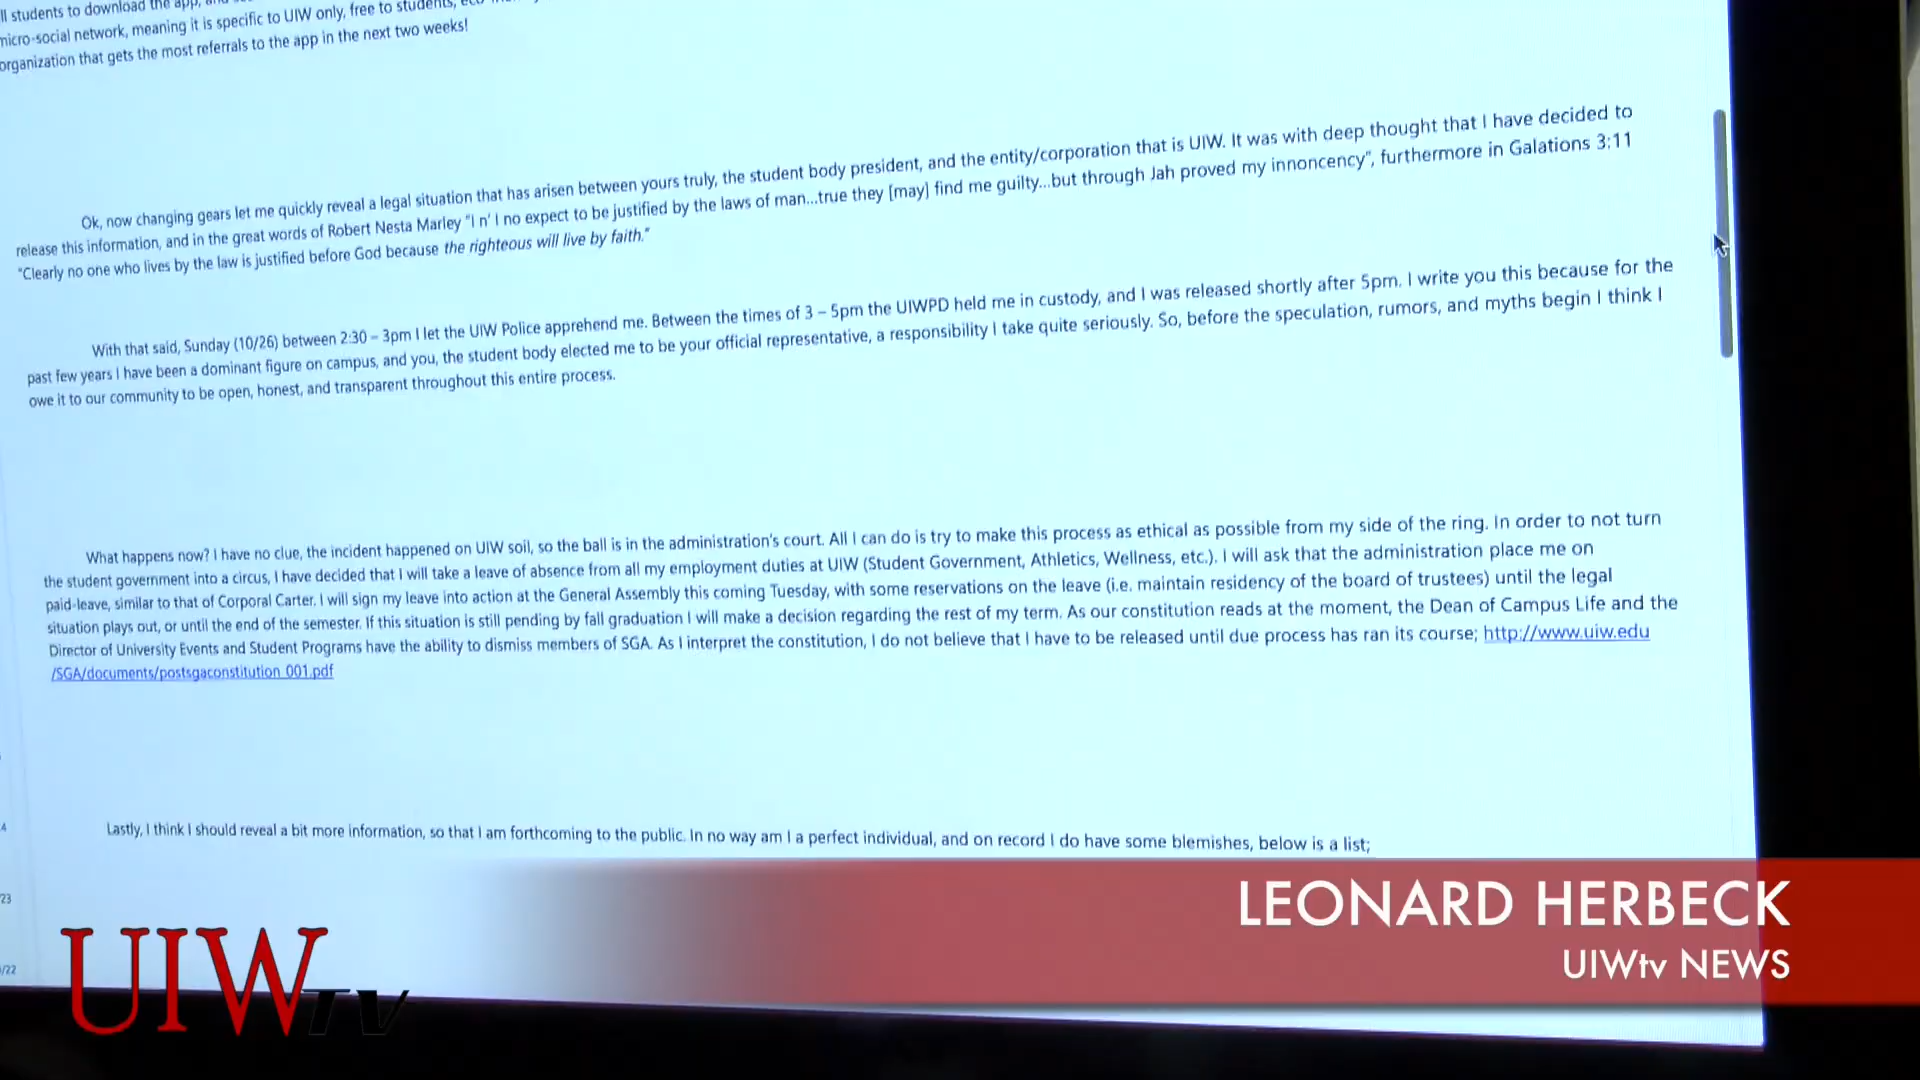 ll students to download the app,
micro-social network, meaning it is specific to UIW only, free to students,
organization that gets the most referrals to the app in the next two weeks!
Ok, now changing gears let me quickly reveal a legal situation that has arisen between yours truly, the student body president, and the entity/corporation that is UIW. It was with deep thought that I have decided to
release this information, and in the great words of Robert Nesta Marley "I n' I no expect to be justified by the laws of man...true they [may] find me guilty...but through Jah proved my innoncency", furthermore in Galations 3:11
"Clearly no one who lives by the law is justified before God because the righteous will live by faith."
With that said, Sunday (10/26) between 2:30 – 3pm I let the UIW Police apprehend me. Between the times of 3 – 5pm the UIWPD held me in custody, and I was released shortly after 5pm. I write you this because for the
past few years I have been a dominant figure on campus, and you, the student body elected me to be your official representative, a responsibility I take quite seriously. So, before the speculation, rumors, and myths begin I think I
owe it to our community to be open, honest, and transparent throughout this entire process.
What happens now? I have no clue, the incident happened on UIW soil, so the ball is in the administration's court. All I can do is try to make this process as ethical as possible from my side of the ring. In order to not turn
the student government into a circus, I have decided that I will take a leave of absence from all my employment duties at UIW (Student Government, Athletics, Wellness, etc.). I will ask that the administration place me on
paid-leave, similar to that of Corporal Carter. I will sign my leave into action at the General Assembly this coming Tuesday, with some reservations on the leave (i.e. maintain residency of the board of trustees) until the legal
situation plays out, or until the end of the semester. If this situation is still pending by fall graduation I will make a decision regarding the rest of my term. As our constitution reads at the moment, the Dean of Campus Life and the
Director of University Events and Student Programs have the ability to dismiss members of SGA. As I interpret the constitution, I do not believe that I have to be released until due process has ran its course; http://www.uiw.edu
/SGA/documents/postsgaconstitution_001.pdf
Lastly, I think I should reveal a bit more information, so that I am forthcoming to the public. In no way am I a perfect individual, and on record I do have some blemishes, below is a list;
4
/23
/22
LEONARD HERBECK
UIWtv NEWS
UIWTV